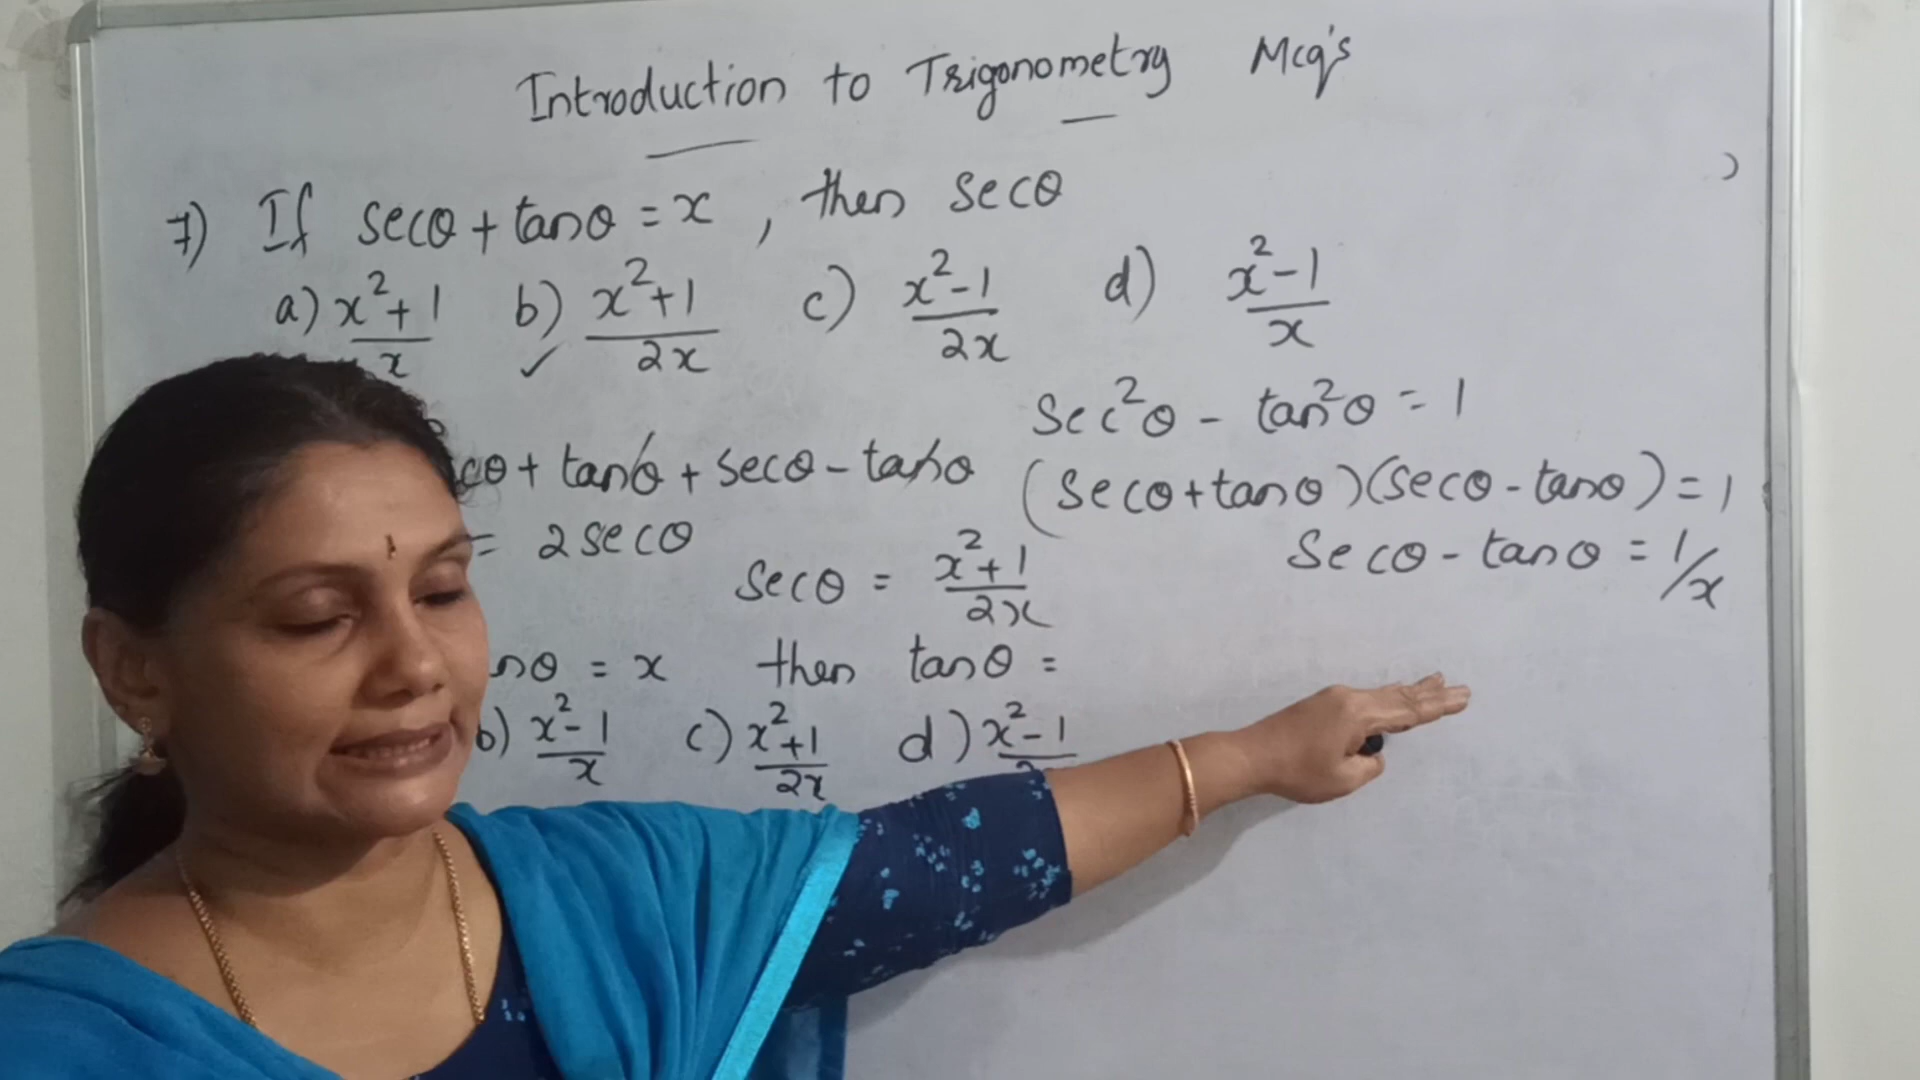 Introduction to Trigonometry Mcq's
7) If secθ + tanθ = x , then secθ
a) x²+1/x b) x²+1/2x c) x²-1/2x d) x²-1/x
✓
sec²θ - tan²θ = 1
cθ + tanθ + secθ - tanθ
(secθ+tanθ)(secθ-tanθ) = 1
= 2secθ
secθ = x²+1/2x
secθ - tanθ = 1/x
nθ = x then tanθ =
b) x²-1/x c) x²+1/2x d) x²-1